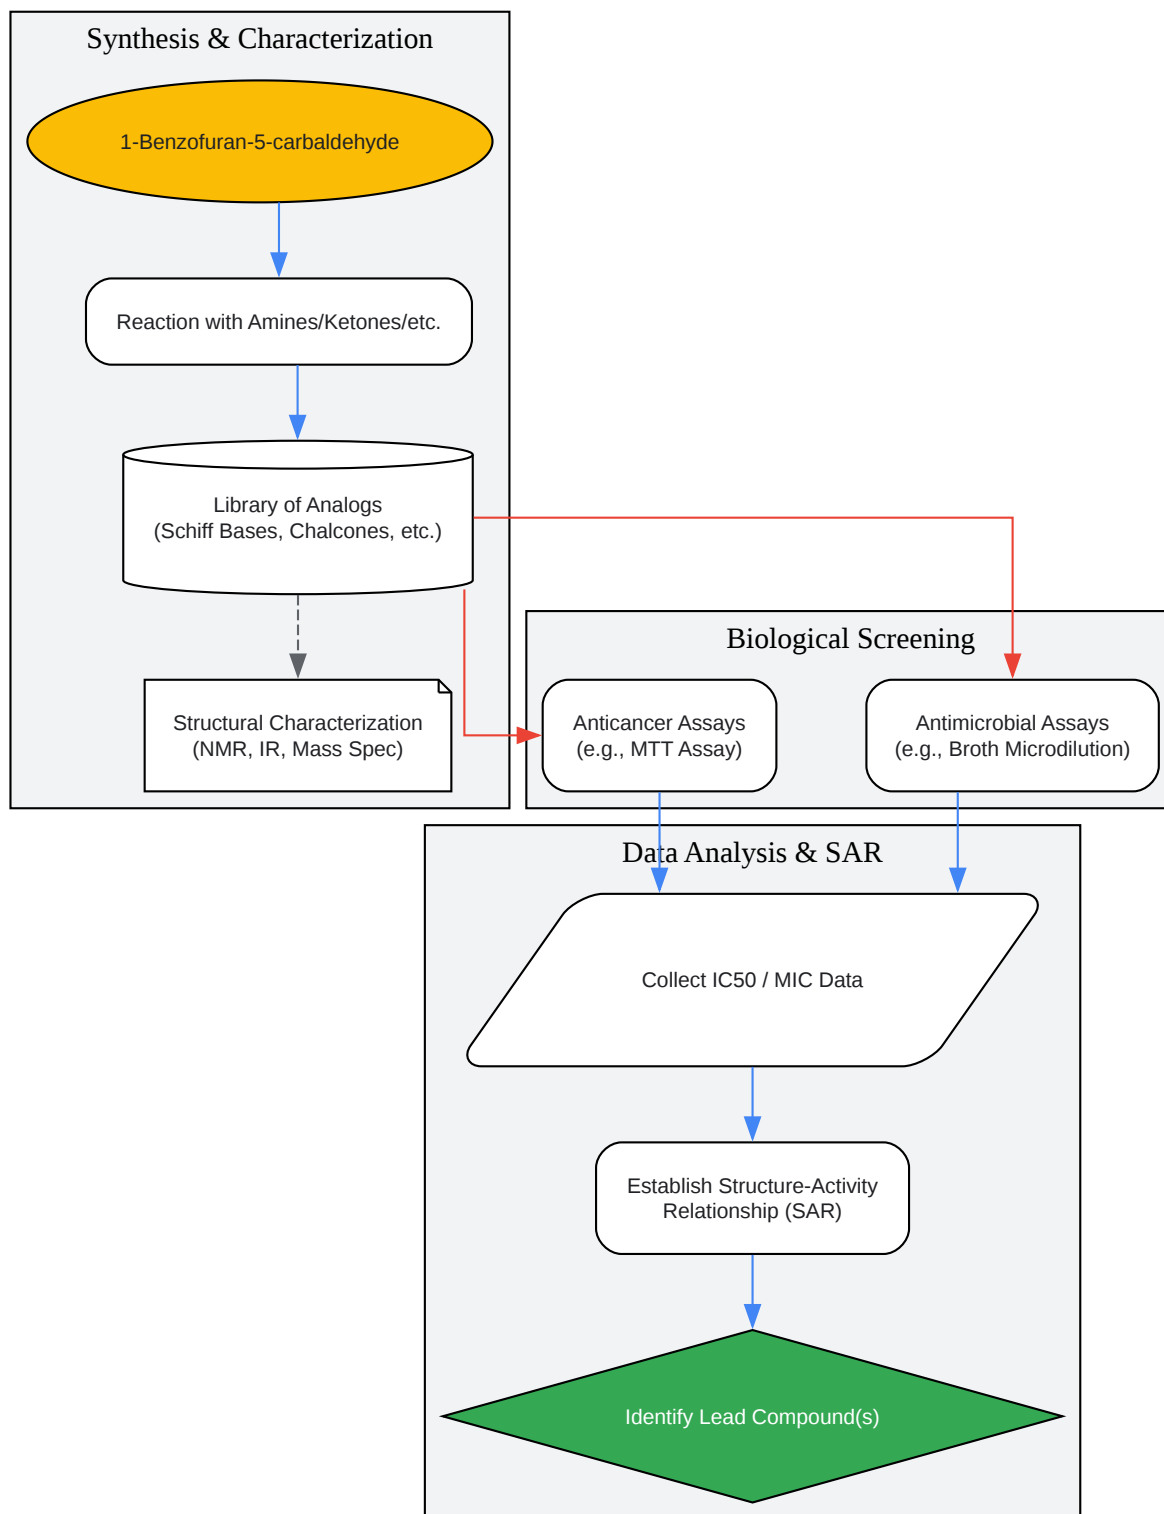 Synthesis & Characterization
1-Benzofuran-5-carbaldehyde
Reaction with Amines/Ketones/etc.
Library of Analogs
(Schiff Bases, Chalcones, etc.)
Structural Characterization
(NMR, IR, Mass Spec)
Biological Screening
Anticancer Assays
(e.g., MTT Assay)
Antimicrobial Assays
(e.g., Broth Microdilution)
Data Analysis & SAR
Collect IC50 / MIC Data
Establish Structure-Activity
Relationship (SAR)
Identify Lead Compound(s)